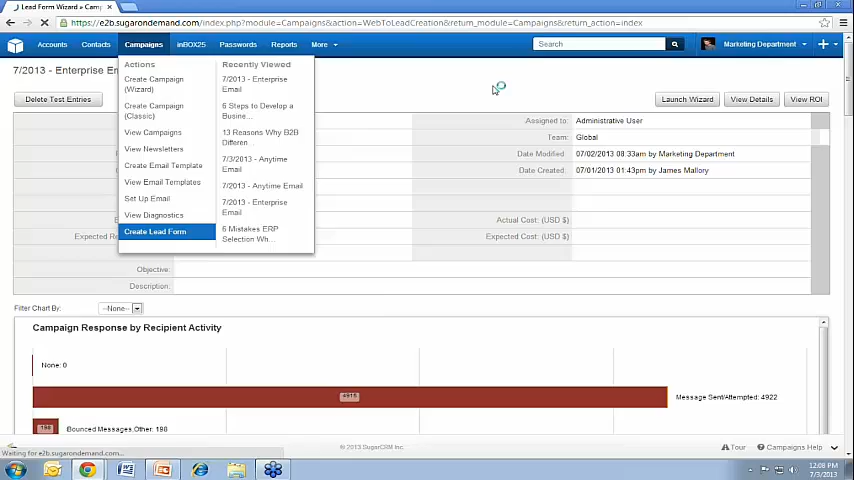 Lead Form Wizard » Camp
https://e2b.sugarondemand.com/index.php?module=Campaigns&action=WebToLeadCreation&return_module=Campaigns&return_action=index
Accounts
Contacts
Campaigns
inBOX25
Passwords
Reports
More
Search
Marketing Department
7/2013 - Enterprise Em
Actions
Create Campaign
(Wizard)
Create Campaign
(Classic)
View Campaigns
View Newsletters
Create Email Template
View Email Templates
Set Up Email
View Diagnostics
Create Lead Form
Recently Viewed
7/2013 - Enterprise
Email
6 Steps to Develop a
Busine...
13 Reasons Why B2B
Differen...
7/3/2013 - Anytime
Email
7/2013 - Anytime Email
7/2013 - Enterprise
Email
6 Mistakes ERP
Selection Wh...
Delete Test Entries
Launch Wizard
View Details
View ROI
Assigned to:
Administrative User
Team:
Global
Date Modified:
07/02/2013 08:33am by Marketing Department
Date Created:
07/01/2013 01:43pm by James Mallory
Actual Cost: (USD $)
Expected Re
Expected Cost: (USD $)
Objective:
Description:
Filter Chart By:
--None--
Campaign Response by Recipient Activity
None: 0
4915
Message Sent/Attempted: 4922
198
Bounced Messages,Other: 198
Waiting for e2b.sugarondemand.com...
© 2013 SugarCRM Inc.
Tour
Campaigns Help
12:08 PM
7/3/2013